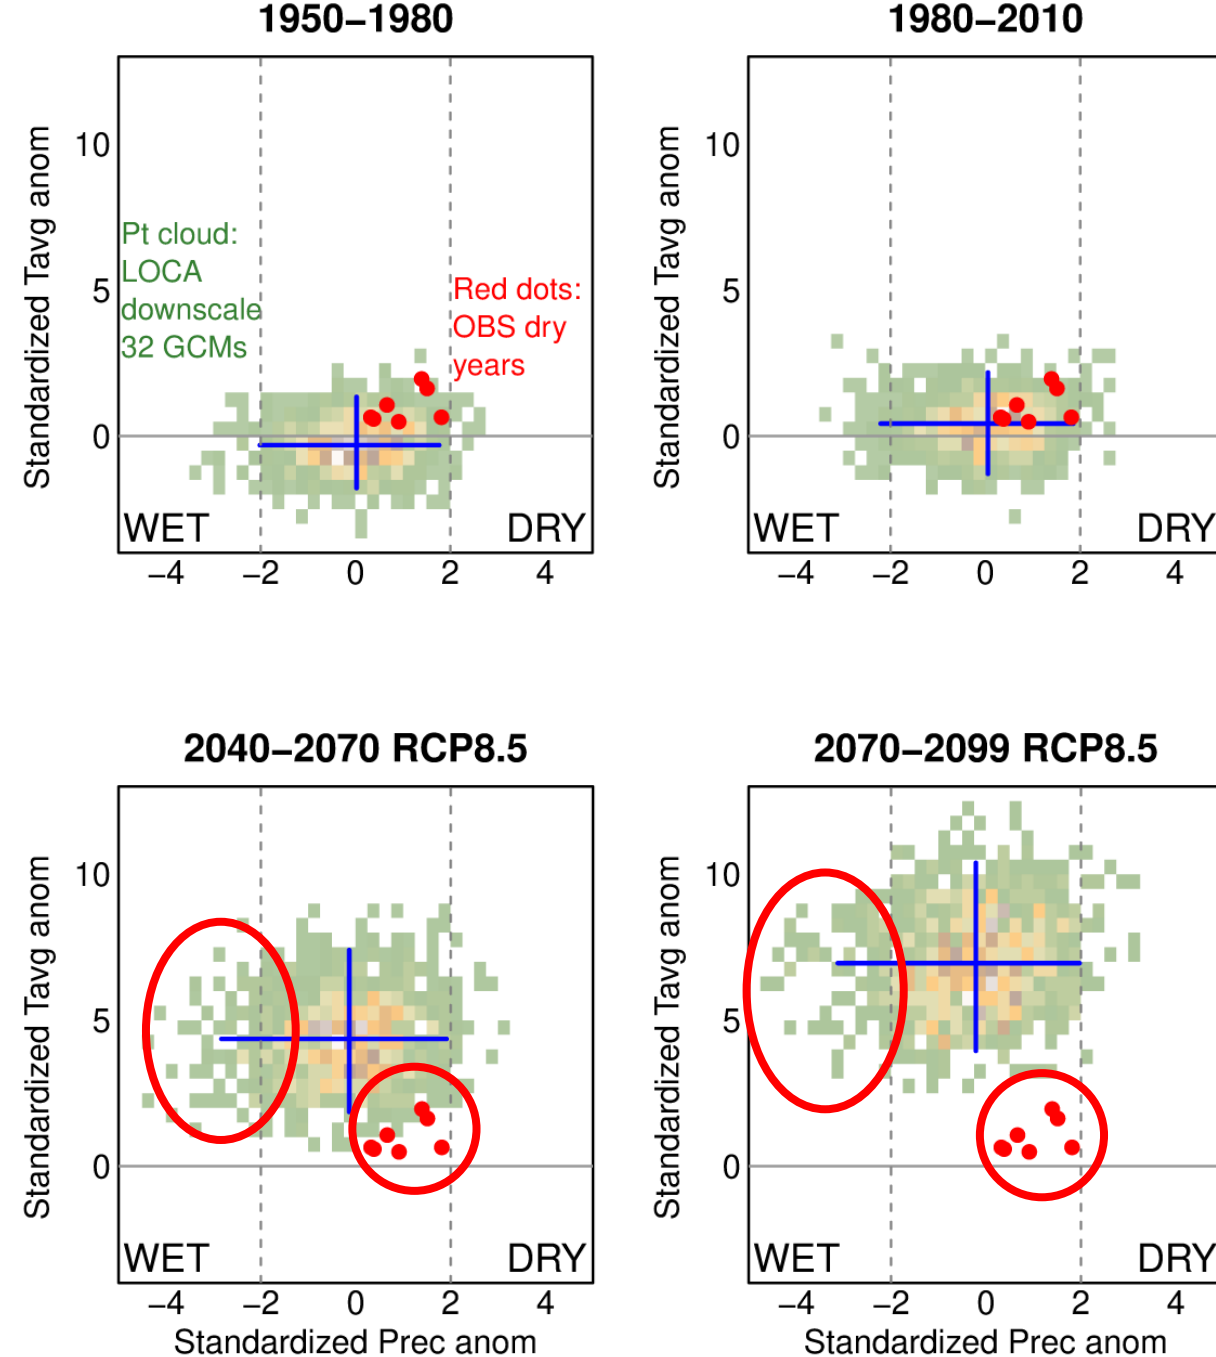 1950−1980
1980−2010
10
5
0
Standardized Tavg anom
Pt cloud:
LOCA
downscale
32 GCMs
Red dots:
OBS dry
years
WET
DRY
−4 −2 0 2 4
10
5
0
Standardized Tavg anom
WET
DRY
−4 −2 0 2 4
2040−2070 RCP8.5
2070−2099 RCP8.5
10
5
0
Standardized Tavg anom
WET
DRY
−4 −2 0 2 4
Standardized Prec anom
10
5
0
Standardized Tavg anom
WET
DRY
−4 −2 0 2 4
Standardized Prec anom